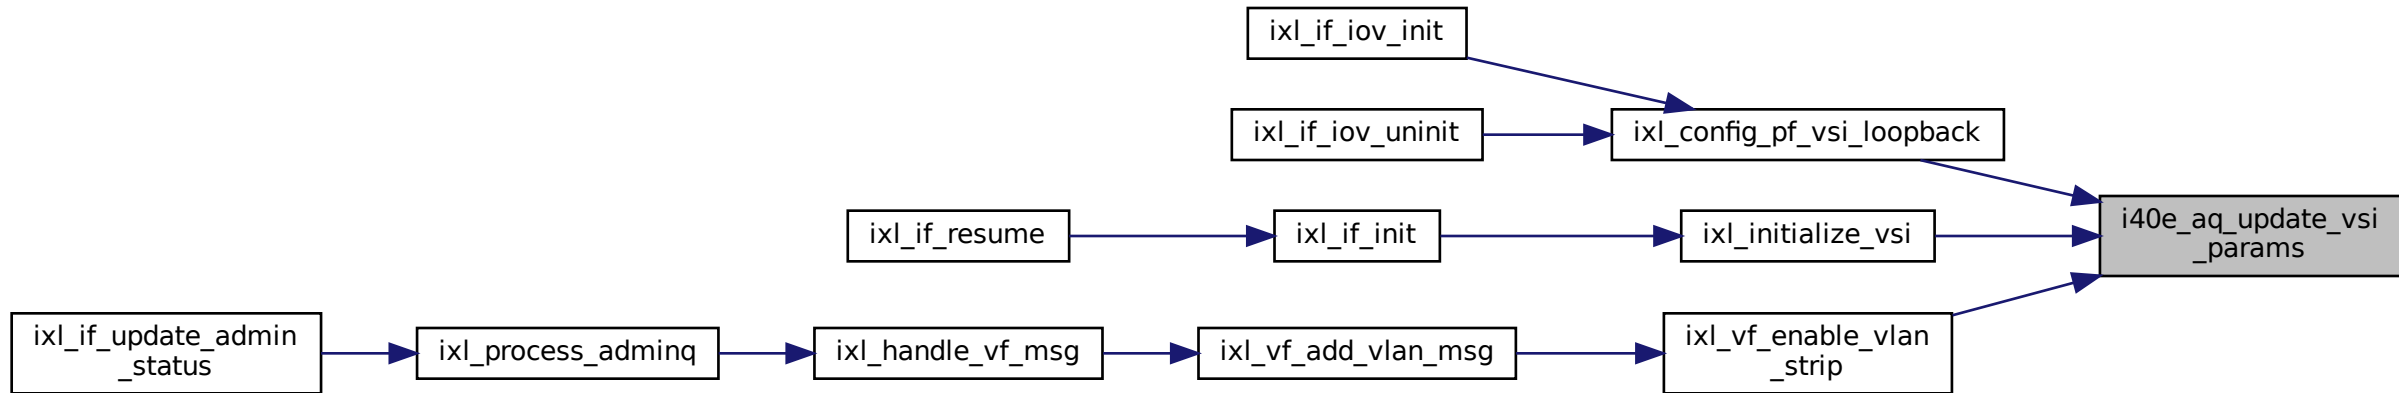 ixl_if_iov_init
ixl_if_iov_uninit
ixl_config_pf_vsi_loopback
i40e_aq_update_vsi
_params
ixl_if_resume
ixl_if_init
ixl_initialize_vsi
ixl_if_update_admin
_status
ixl_process_adminq
ixl_handle_vf_msg
ixl_vf_add_vlan_msg
ixl_vf_enable_vlan
_strip